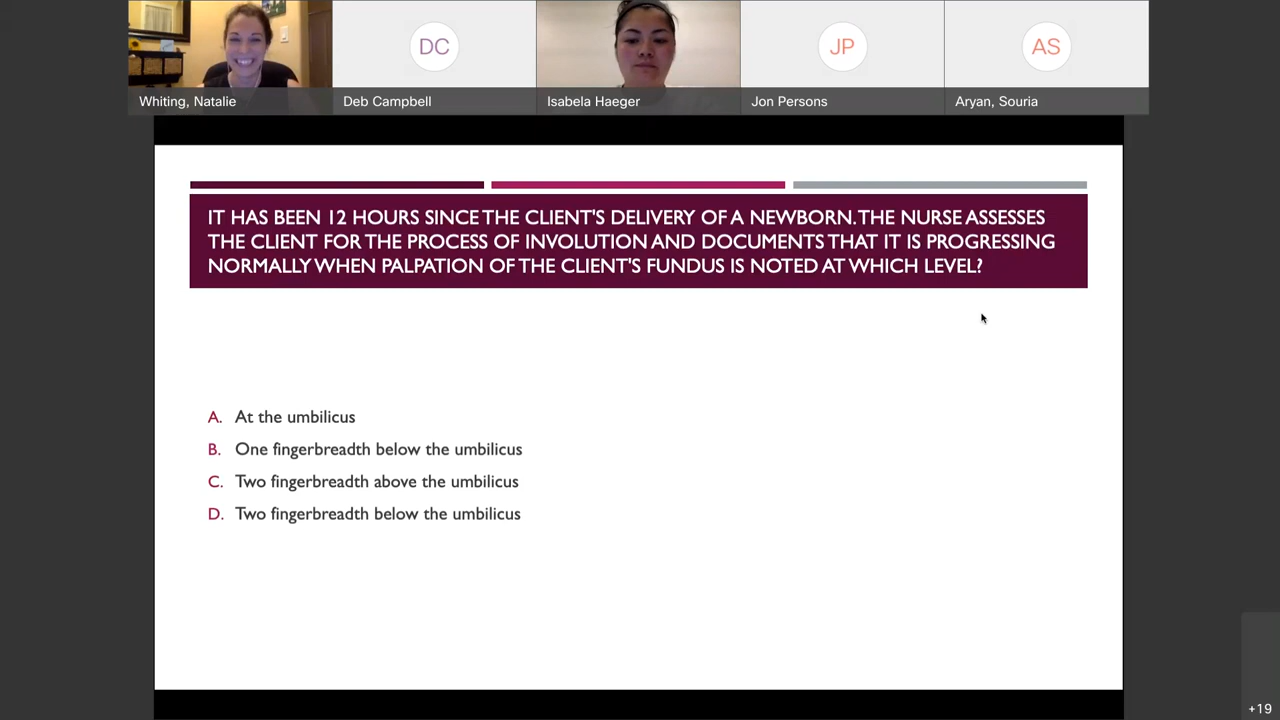 DC
JP
AS
Whiting, Natalie
Deb Campbell
Isabela Haeger
Jon Persons
Aryan, Souria
IT HAS BEEN 12 HOURS SINCE THE CLIENT'S DELIVERY OF A NEWBORN. THE NURSE ASSESSES
THE CLIENT FOR THE PROCESS OF INVOLUTION AND DOCUMENTS THAT IT IS PROGRESSING
NORMALLY WHEN PALPATION OF THE CLIENT'S FUNDUS IS NOTED AT WHICH LEVEL?
A. At the umbilicus
B. One fingerbreadth below the umbilicus
C. Two fingerbreadth above the umbilicus
D. Two fingerbreadth below the umbilicus
+19